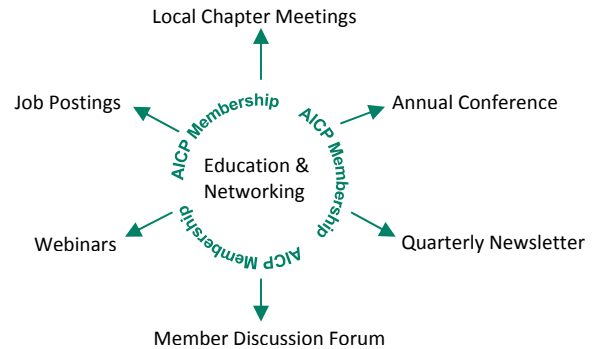 Local Chapter Meetings
Job Postings
Annual Conference
AICP Membership
AICP Membership
Education &
Networking
AICP Membership
Webinars
Quarterly Newsletter
Member Discussion Forum